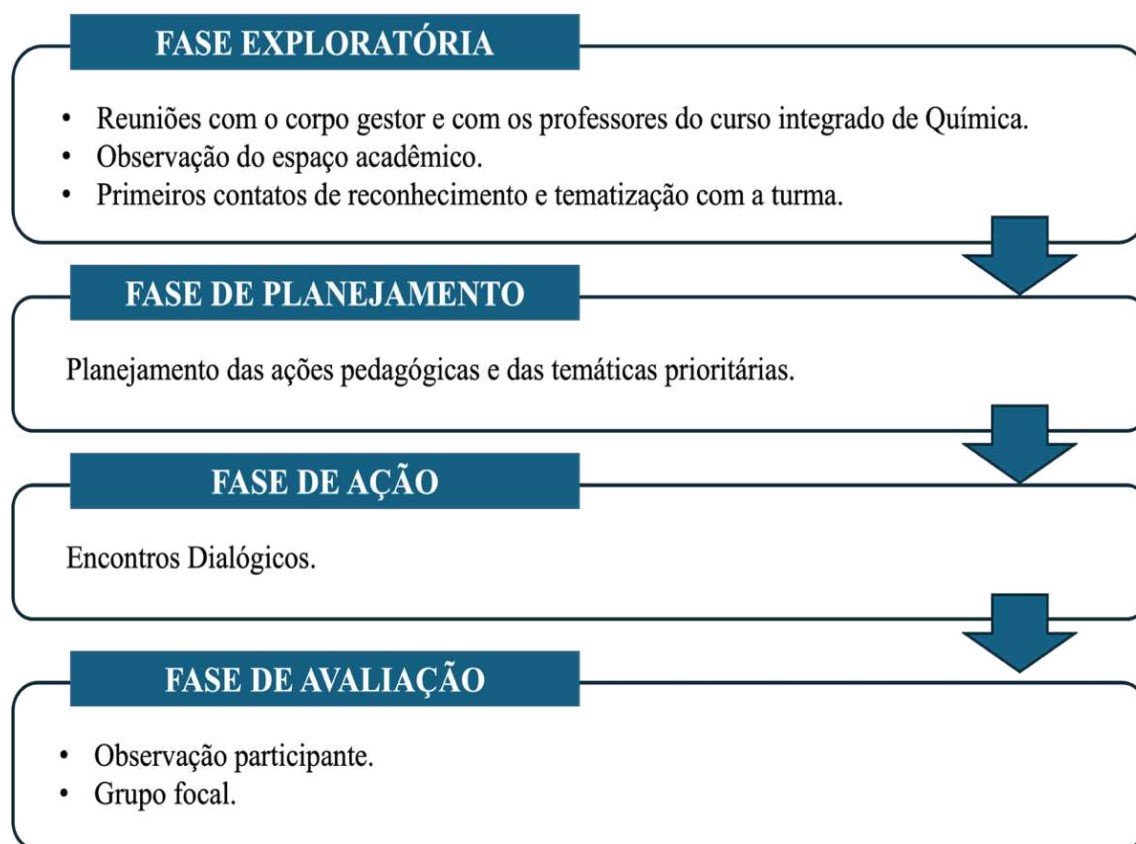 FASE EXPLORATÓRIA
• Reuniões com o corpo gestor e com os professores do curso integrado de Química.
• Observação do espaço acadêmico.
• Primeiros contatos de reconhecimento e tematização com a turma.
FASE DE PLANEJAMENTO
Planejamento das ações pedagógicas e das temáticas prioritárias.
FASE DE AÇÃO
Encontros Dialógicos.
FASE DE AVALIAÇÃO
• Observação participante.
• Grupo focal.